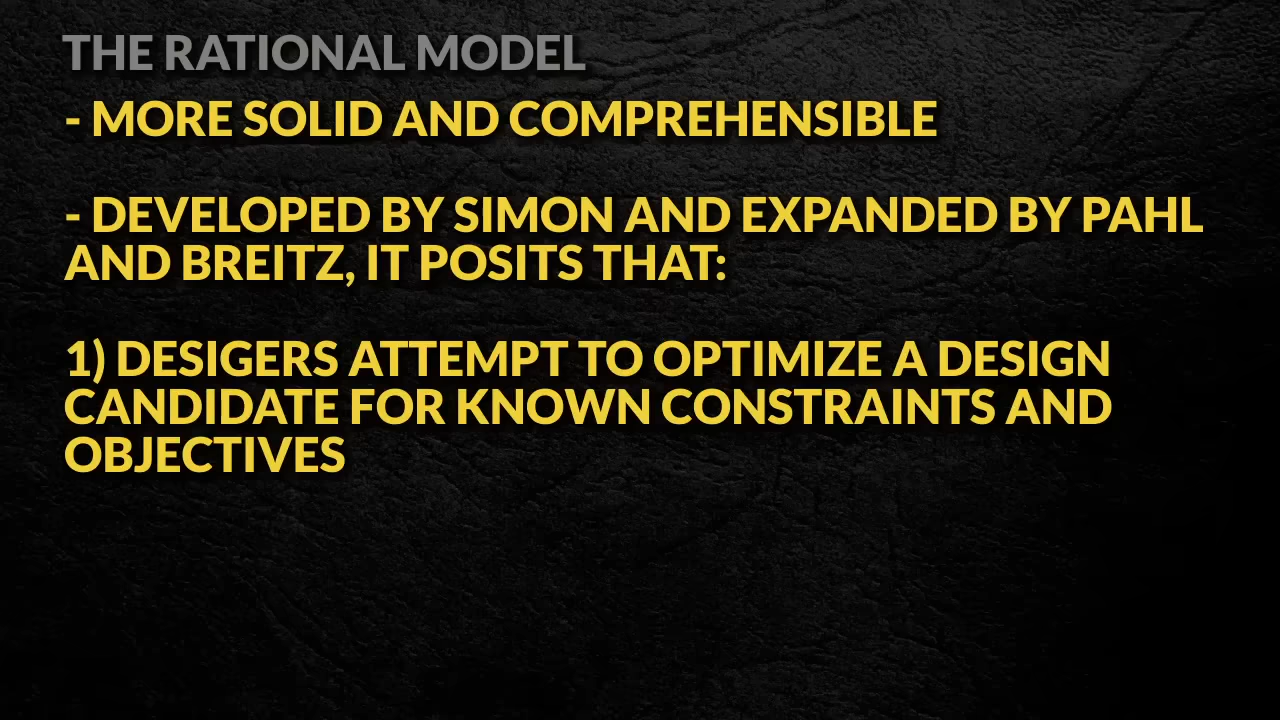 THE RATIONAL MODEL
- MORE SOLID AND COMPREHENSIBLE
- DEVELOPED BY SIMON AND EXPANDED BY PAHL
AND BREITZ, IT POSITS THAT:
1) DESIGERS ATTEMPT TO OPTIMIZE A DESIGN
CANDIDATE FOR KNOWN CONSTRAINTS AND
OBJECTIVES